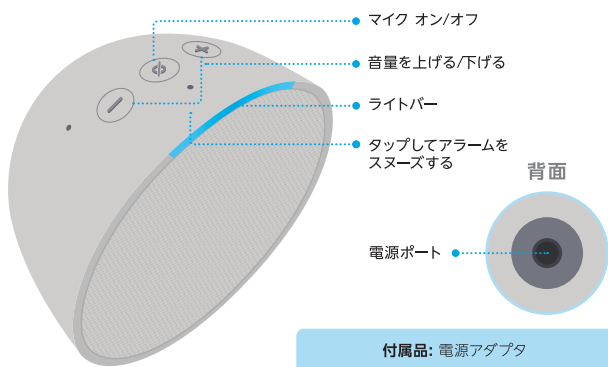 マイク オン/オフ
音量を上げる/下げる
ライトバー
タップしてアラームを
スヌーズする
背面
電源ポート
付属品: 電源アダプタ